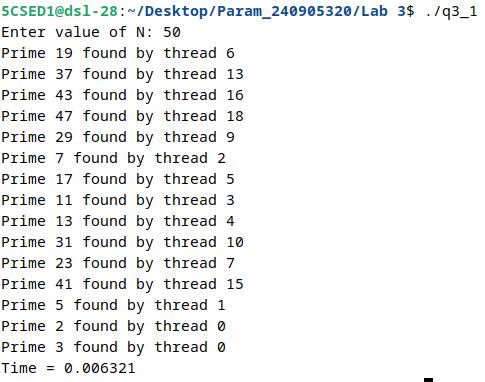 5CSED1@dsl-28:~/Desktop/Param_240905320/Lab 3$ ./q3_1
Enter value of N: 50
Prime 19 found by thread 6
Prime 37 found by thread 13
Prime 43 found by thread 16
Prime 47 found by thread 18
Prime 29 found by thread 9
Prime 7 found by thread 2
Prime 17 found by thread 5
Prime 11 found by thread 3
Prime 13 found by thread 4
Prime 31 found by thread 10
Prime 23 found by thread 7
Prime 41 found by thread 15
Prime 5 found by thread 1
Prime 2 found by thread 0
Prime 3 found by thread 0
Time = 0.006321